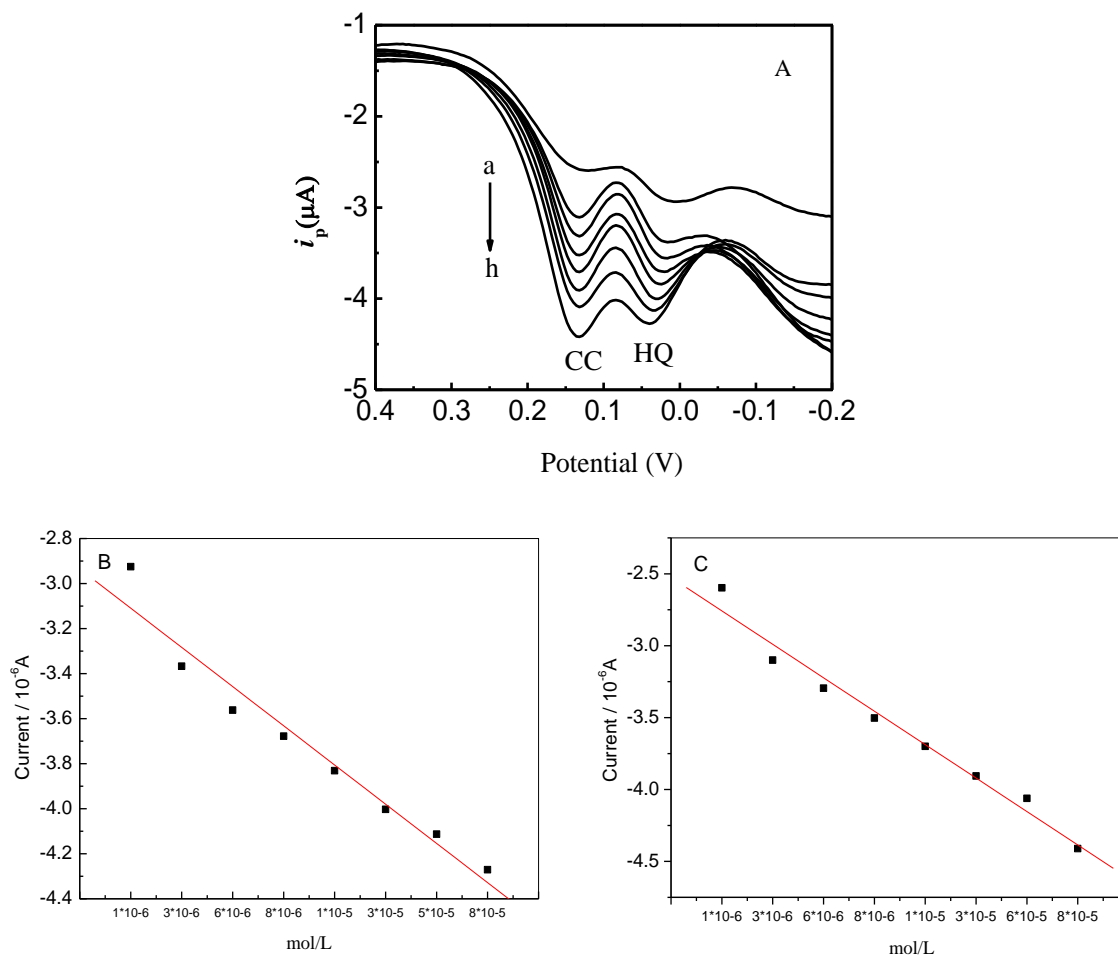 -1
-2
-3
-4
-5
i_p(μA)
A
a
h
CC
HQ
0.4 0.3 0.2 0.1 0.0 -0.1 -0.2
Potential (V)
B
-2.8
-3.0
-3.2
-3.4
-3.6
-3.8
-4.0
-4.2
-4.4
Current / 10⁻⁶A
1*10-6 3*10-6 6*10-6 8*10-6 1*10-5 3*10-5 5*10-5 8*10-5
mol/L
C
-2.5
-3.0
-3.5
-4.0
-4.5
Current / 10⁻⁶A
1*10-6 3*10-6 6*10-6 8*10-6 1*10-5 3*10-5 6*10-5 8*10-5
mol/L